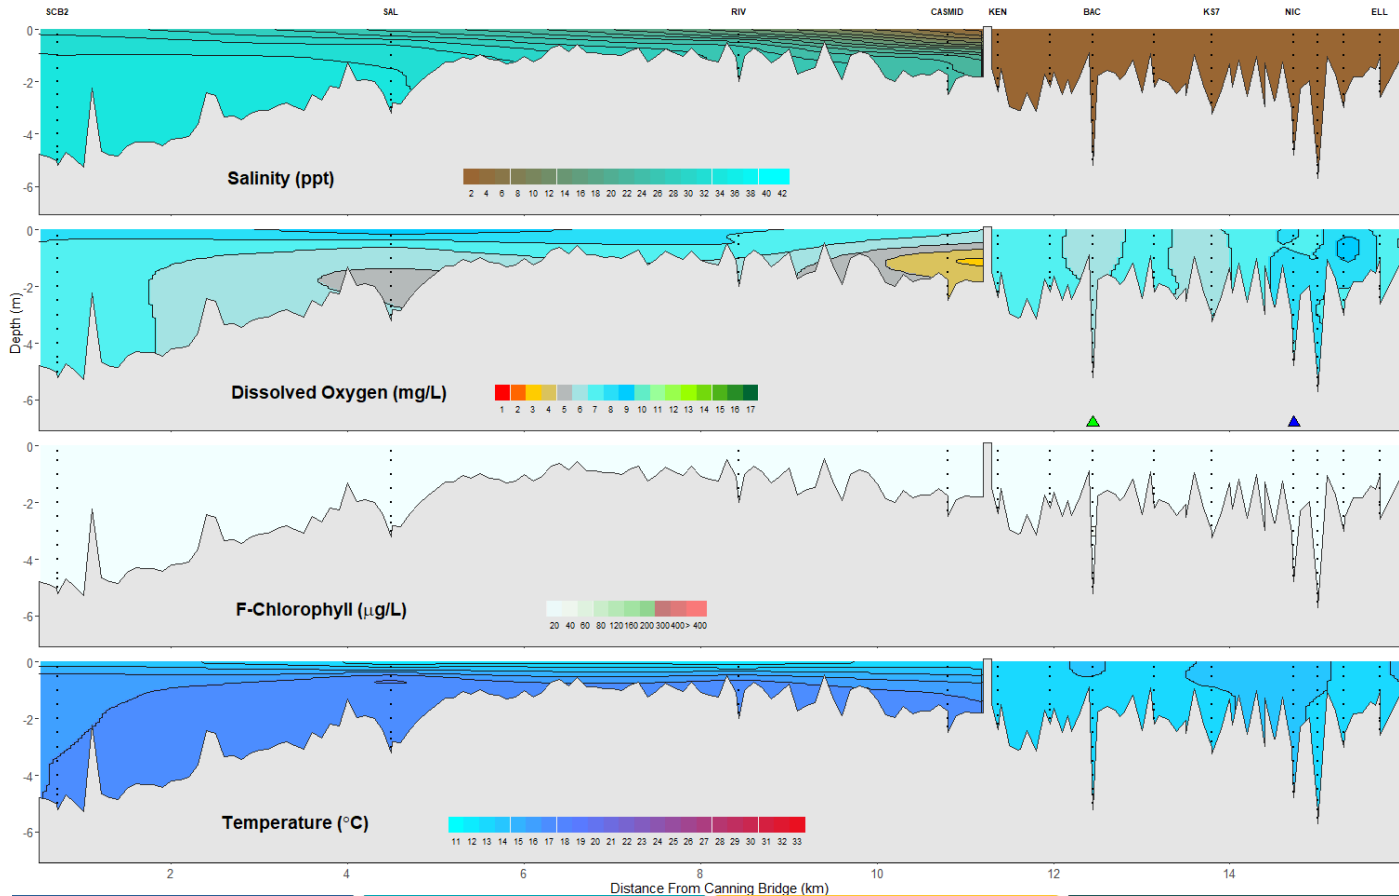 SCB2 SAL RIV CASMID KEN BAC KS7 NIC ELL
0
-2
-4
-6
Salinity (ppt)
2 4 6 8 10 12 14 16 18 20 22 24 26 28 30 32 34 36 38 40 42
0
-2
-4
-6
Depth (m)
Dissolved Oxygen (mg/L)
1 2 3 4 5 6 7 8 9 10 11 12 13 14 15 16 17
0
-2
-4
-6
F-Chlorophyll (μg/L)
20 40 60 80 120 160 200 300 400 > 400
0
-2
-4
-6
Temperature (°C)
11 12 13 14 15 16 17 18 19 20 21 22 23 24 25 26 27 28 29 30 31 32 33
2 4 6 8 10 12 14
Distance From Canning Bridge (km)